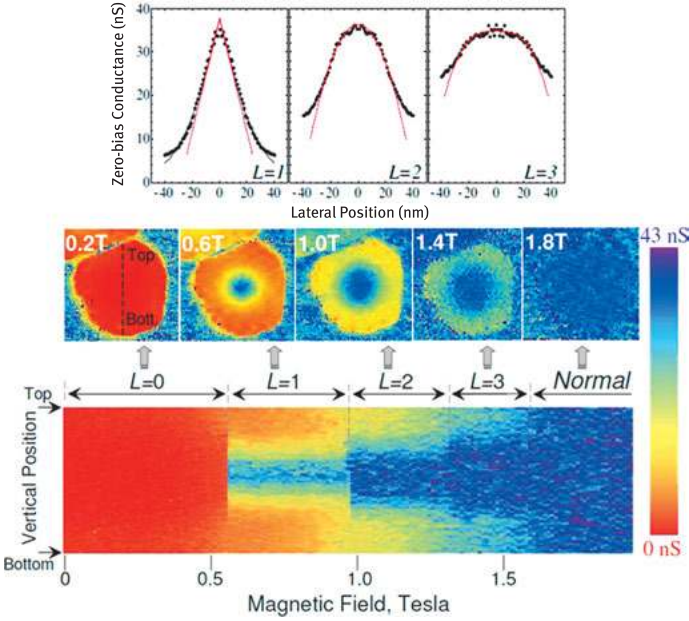 Zero-bias Conductance (nS)
40
30
20
10
0
L=1
L=2
L=3
-40 -20 0 20 40
-40 -20 0 20 40
-40 -20 0 20 40
Lateral Position (nm)
0.2T
0.6T
1.0T
1.4T
1.8T
Top
Bott.
43 nS
0 nS
L=0
L=1
L=2
L=3
Normal
Top
Vertical Position
Bottom
0
0.5
1.0
1.5
Magnetic Field, Tesla